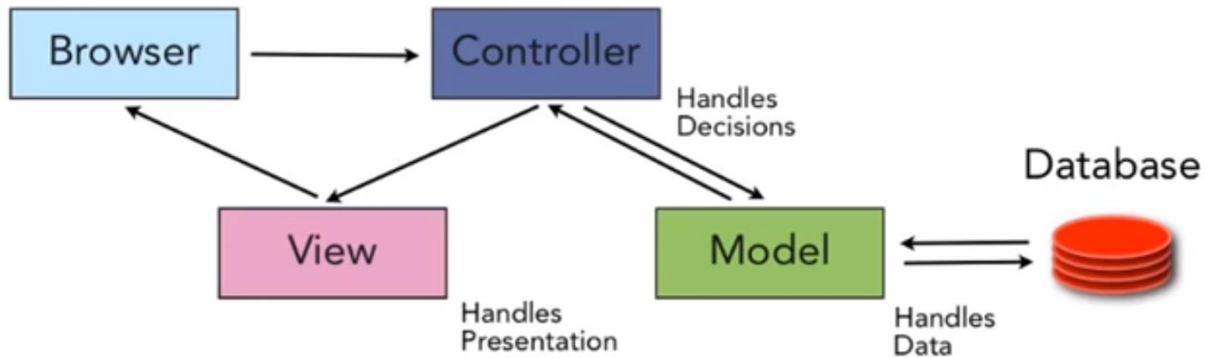 Browser
Controller
Handles
Decisions
Database
View
Model
Handles
Presentation
Handles
Data